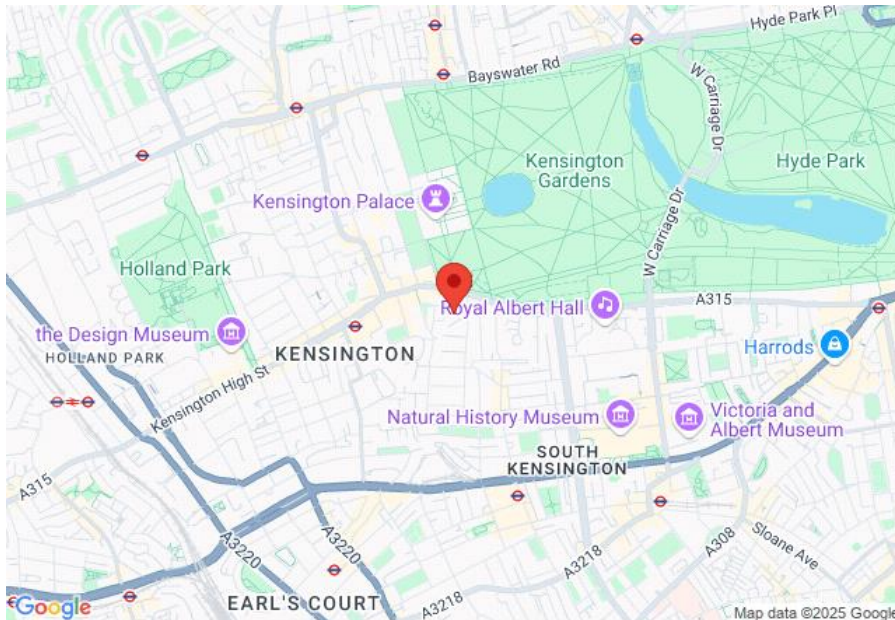 Hyde Park Pl
Bayswater Rd
W Carriage Dr
Kensington
Gardens
Hyde Park
Kensington Palace
W Carriage Dr
Holland Park
Royal Albert Hall
A315
the Design Museum
HOLLAND PARK
KENSINGTON
Harrods
Kensington High St
Natural History Museum
Victoria and
Albert Museum
SOUTH
KENSINGTON
A315
A3220
A3220
A308
Sloane Ave
A3218
EARL'S COURT
A3218
Google
Map data ©2025 Google